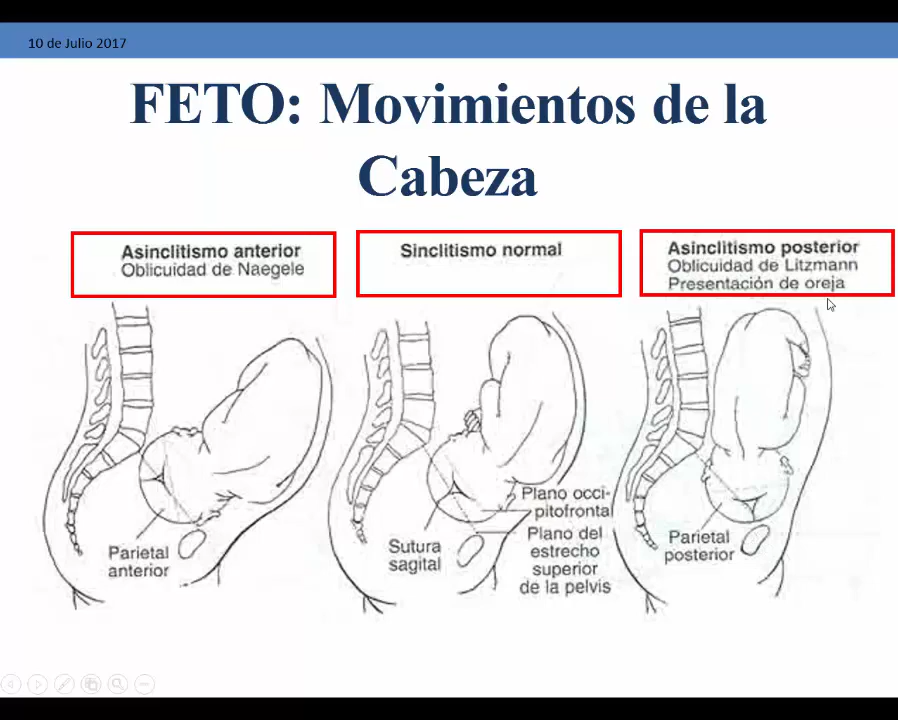 10 de Julio 2017
FETO: Movimientos de la
Cabeza
Asinclitismo anterior
Oblicuidad de Naegele
Sinclitismo normal
Asinclitismo posterior
Oblicuidad de Litzmann
Presentación de oreja
Parietal
anterior
Sutura
sagital
Plano occi-
pitofrontal
Plano del
estrecho
superior
de la pelvis
Parietal
posterior